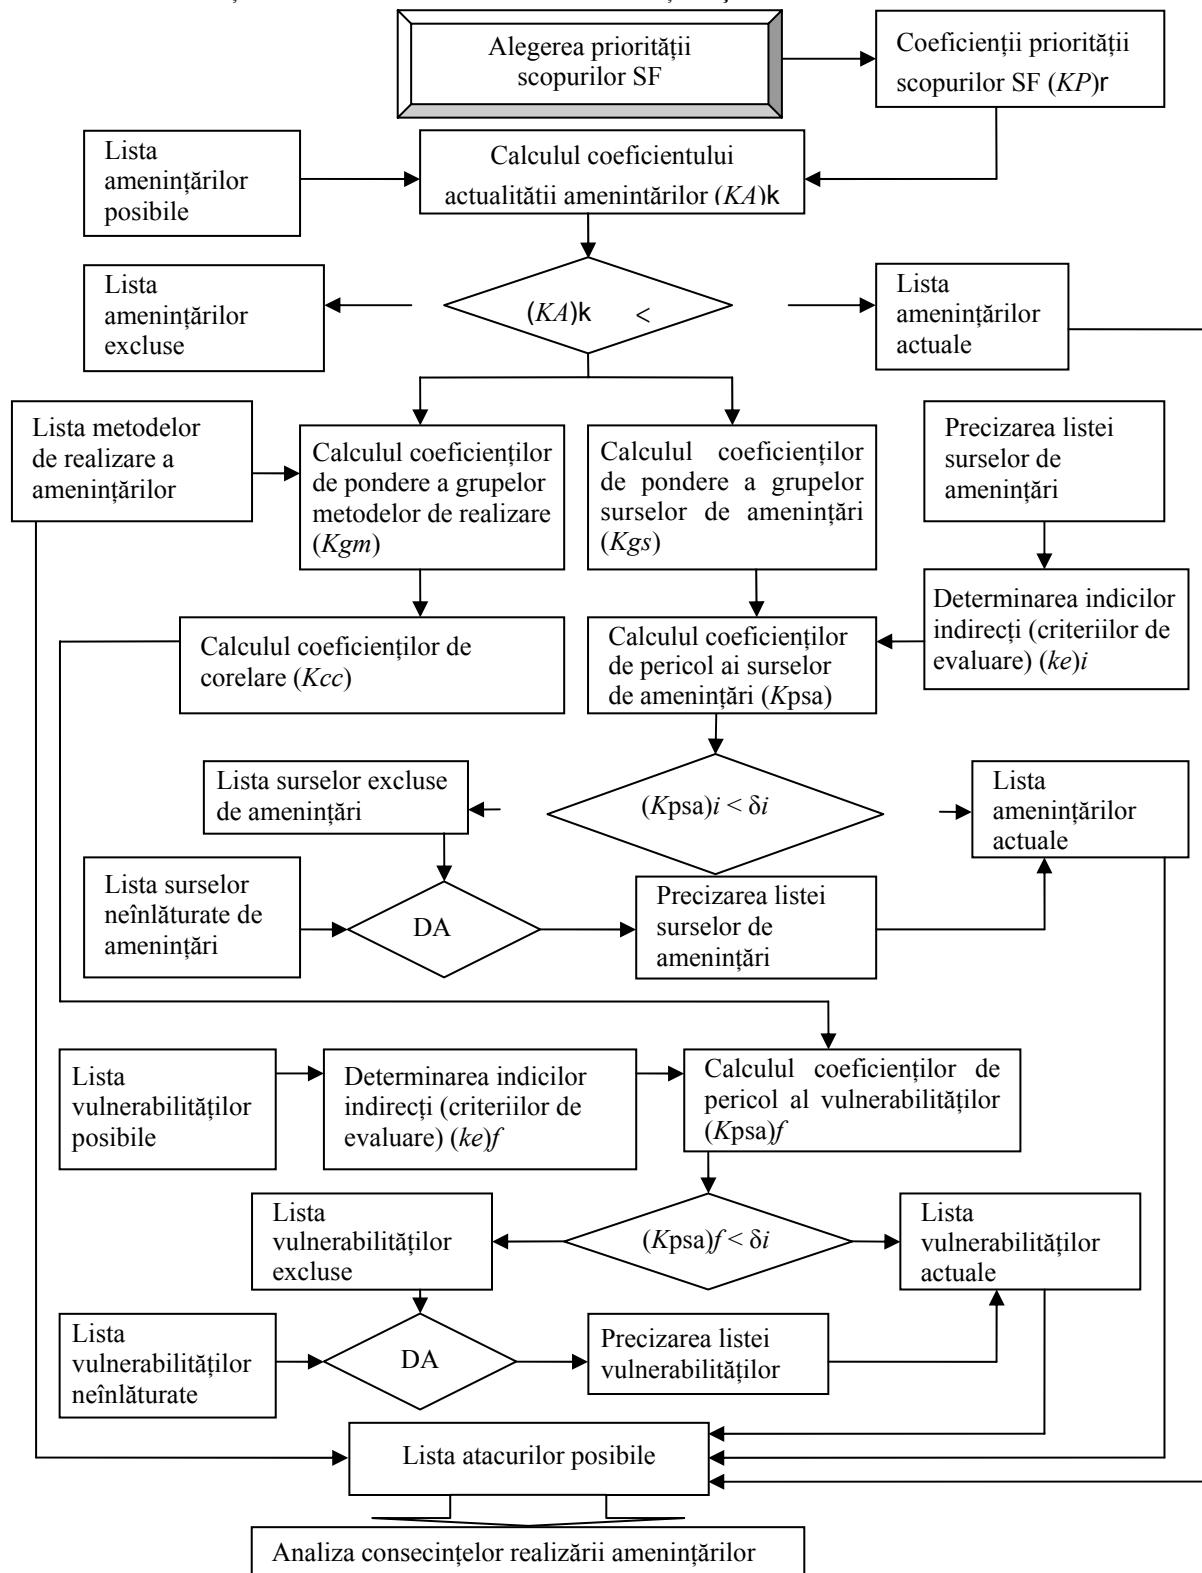 Alegerea priorității
scopurilor SF
Coeficienții priorității
scopurilor SF (KP)r
Lista
amenințărilor
posibile
Calculul coeficientului
actualitătii amenintărilor (KA)k
Lista
amenințărilor
excluse
(KA)k <
Lista
amenințărilor
actuale
Lista metodelor
de realizare a
amenințărilor
Calculul coeficienților
de pondere a grupelor
metodelor de realizare
(Kgm)
Calculul coeficienților
de pondere a grupelor
surselor de amenințări
(Kgs)
Precizarea listei
surselor de
amenințări
Calculul coeficienților de
corelare (Kcc)
Calculul coeficienților
de pericol ai surselor
de amenințări (Kpsa)
Determinarea indicilor
indirecți (criteriilor de
evaluare) (ke)i
Lista surselor excluse
de amenințări
(Kpsa)i < δi
Lista
amenințărilor
actuale
Lista surselor
neînlăturate de
amenințări
DA
Precizarea listei
surselor de
amenințări
Lista
vulnerabilităților
posibile
Determinarea indicilor
indirecți (criteriilor de
evaluare) (ke)f
Calculul coeficienților de
pericol al vulnerabilităților
(Kpsa)f
Lista
vulnerabilităților
excluse
(Kpsa)f < δi
Lista
vulnerabilităților
actuale
Lista
vulnerabilităților
neînlăturate
DA
Precizarea listei
vulnerabilităților
Lista atacurilor posibile
Analiza consecințelor realizării amenințărilor